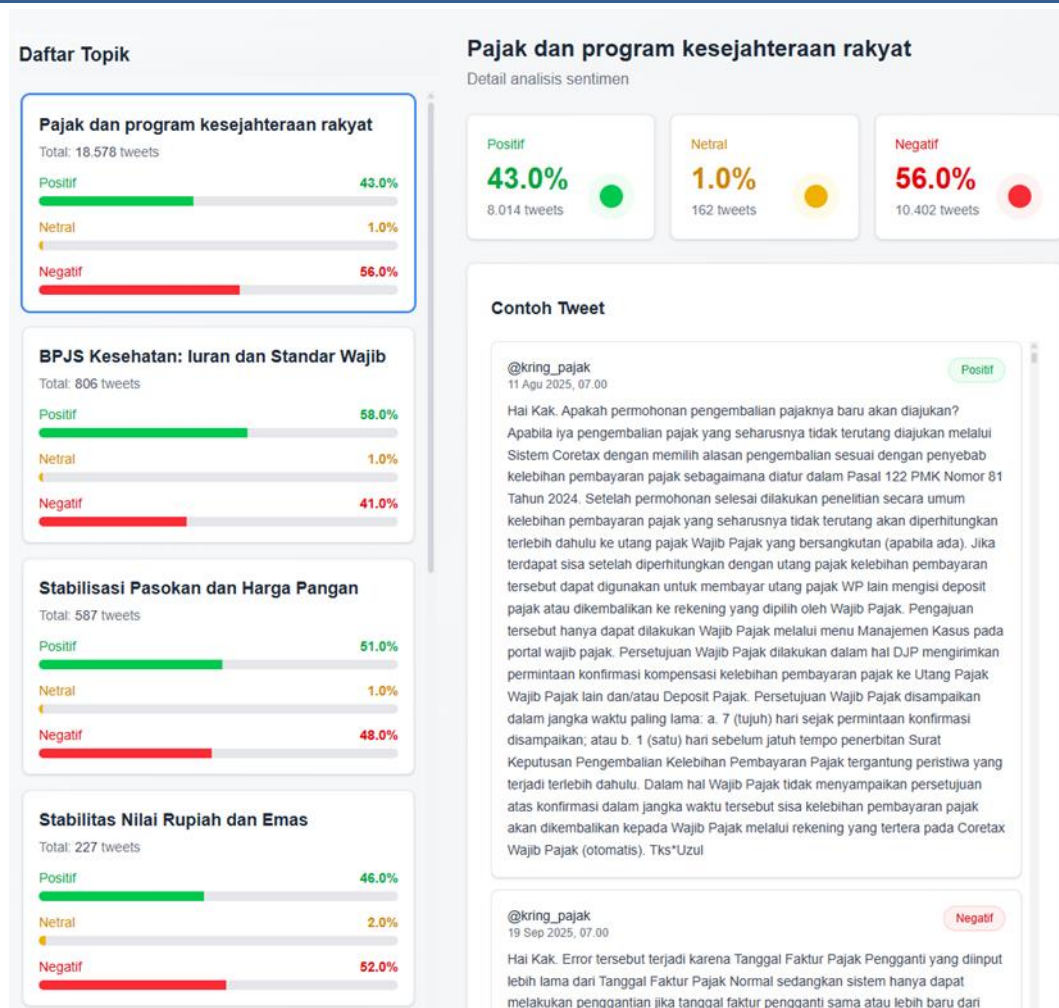 Daftar Topik
Pajak dan program kesejahteraan rakyat
Total: 18.578 tweets
Positif 43.0%
Netral 1.0%
Negatif 56.0%
BPJS Kesehatan: Iuran dan Standar Wajib
Total: 806 tweets
Positif 58.0%
Netral 1.0%
Negatif 41.0%
Stabilisasi Pasokan dan Harga Pangan
Total: 587 tweets
Positif 51.0%
Netral 1.0%
Negatif 48.0%
Stabilitas Nilai Rupiah dan Emas
Total: 227 tweets
Positif 46.0%
Netral 2.0%
Negatif 52.0%
Pajak dan program kesejahteraan rakyat
Detail analisis sentimen
Positif
43.0%
8.014 tweets
Netral
1.0%
162 tweets
Negatif
56.0%
10.402 tweets
Contoh Tweet
@kring_pajak
Positif
11 Agu 2025, 07.00
Hai Kak. Apakah permohonan pengembalian pajaknya baru akan diajukan?
Apabila iya pengembalian pajak yang seharusnya tidak terutang diajukan melalui
Sistem Coretax dengan memilih alasan pengembalian sesuai dengan penyebab
kelebihan pembayaran pajak sebagaimana diatur dalam Pasal 122 PMK Nomor 81
Tahun 2024. Setelah permohonan selesai dilakukan penelitian secara umum
kelebihan pembayaran pajak yang seharusnya tidak terutang akan diperhitungkan
terlebih dahulu ke utang pajak Wajib Pajak yang bersangkutan (apabila ada). Jika
terdapat sisa setelah diperhitungkan dengan utang pajak kelebihan pembayaran
tersebut dapat digunakan untuk membayar utang pajak WP lain mengisi deposit
pajak atau dikembalikan ke rekening yang dipilih oleh Wajib Pajak. Pengajuan
tersebut hanya dapat dilakukan Wajib Pajak melalui menu Manajemen Kasus pada
portal wajib pajak. Persetujuan Wajib Pajak dilakukan dalam hal DJP mengirimkan
permintaan konfirmasi kompensasi kelebihan pembayaran pajak ke Utang Pajak
Wajib Pajak lain dan/atau Deposit Pajak. Persetujuan Wajib Pajak disampaikan
dalam jangka waktu paling lama: a. 7 (tujuh) hari sejak permintaan konfirmasi
disampaikan; atau b. 1 (satu) hari sebelum jatuh tempo penerbitan Surat
Keputusan Pengembalian Kelebihan Pembayaran Pajak tergantung peristiwa yang
terjadi terlebih dahulu. Dalam hal Wajib Pajak tidak menyampaikan persetujuan
atas konfirmasi dalam jangka waktu tersebut sisa kelebihan pembayaran pajak
akan dikembalikan kepada Wajib Pajak melalui rekening yang tertera pada Coretax
Wajib Pajak (otomatis). Tks*Uzul
@kring_pajak
Negatif
19 Sep 2025, 07.00
Hai Kak. Error tersebut terjadi karena Tanggal Faktur Pajak Pengganti yang diinput
lebih lama dari Tanggal Faktur Pajak Normal sedangkan sistem hanya dapat
melakukan penggantian jika tanggal faktur pengganti sama atau lebih baru dari